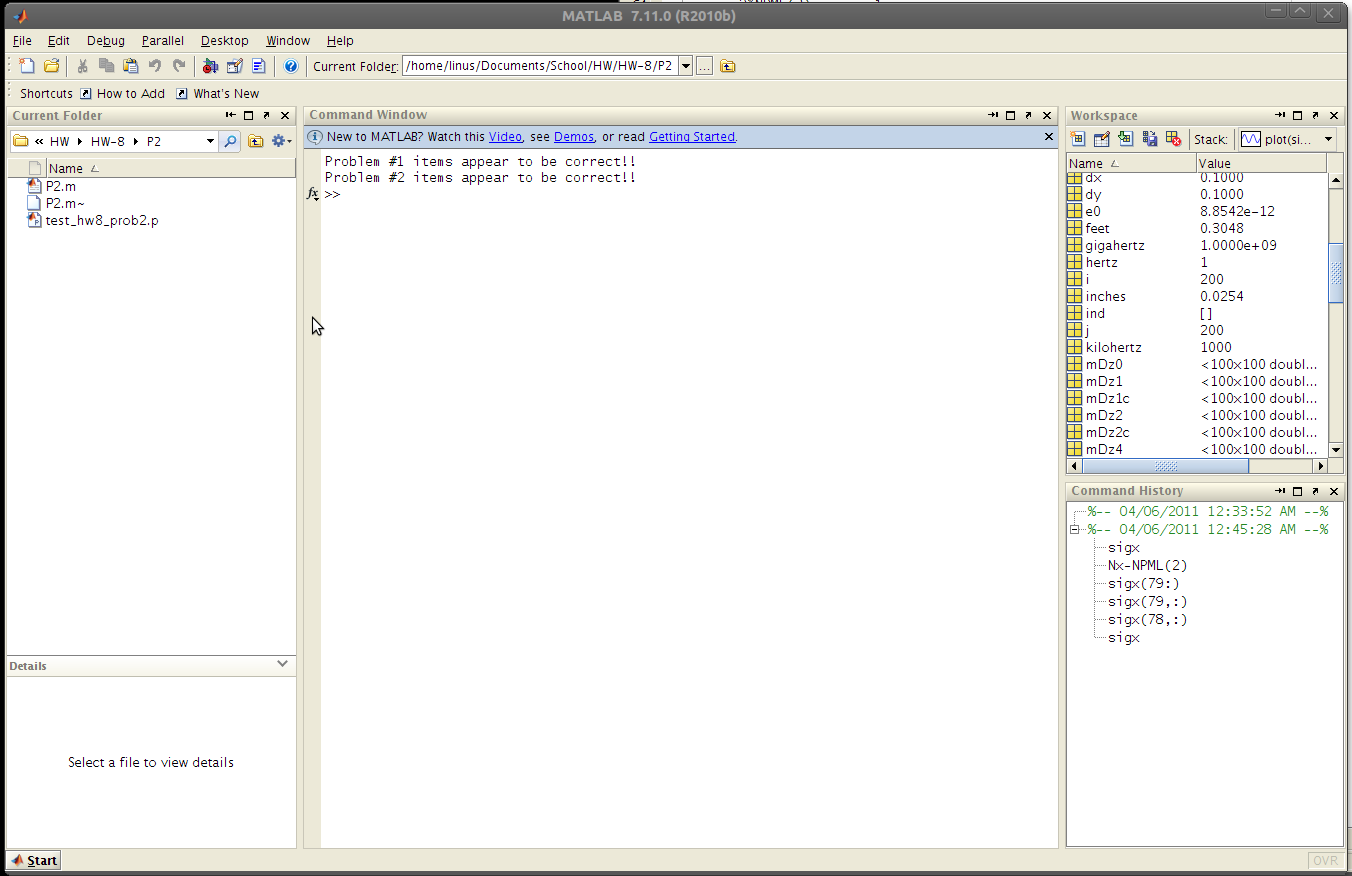 MATLAB 7.11.0 (R2010b)
File Edit Debug Parallel Desktop Window Help
Current Folder: /home/linus/Documents/School/HW/HW-8/P2 ...
Shortcuts How to Add What's New
Current Folder
« HW HW-8 P2
Name
P2.m
P2.m~
test_hw8_prob2.p
Details
Select a file to view details
Command Window
New to MATLAB? Watch this Video, see Demos, or read Getting Started.
Problem #1 items appear to be correct!!
Problem #2 items appear to be correct!!
fx >>
Workspace
Stack: plot(si...
Name Value
dx 0.1000
dy 0.1000
e0 8.8542e-12
feet 0.3048
gigahertz 1.0000e+09
hertz 1
i 200
inches 0.0254
ind []
j 200
kilohertz 1000
mDz0 <100x100 doubl...
mDz1 <100x100 doubl...
mDz1c <100x100 doubl...
mDz2 <100x100 doubl...
mDz2c <100x100 doubl...
mDz4 <100x100 doubl...
Command History
%-- 04/06/2011 12:33:52 AM --%
%-- 04/06/2011 12:45:28 AM --%
sigx
Nx-NPML(2)
sigx(79:)
sigx(79,:)
sigx(78,:)
sigx
Start
OVR